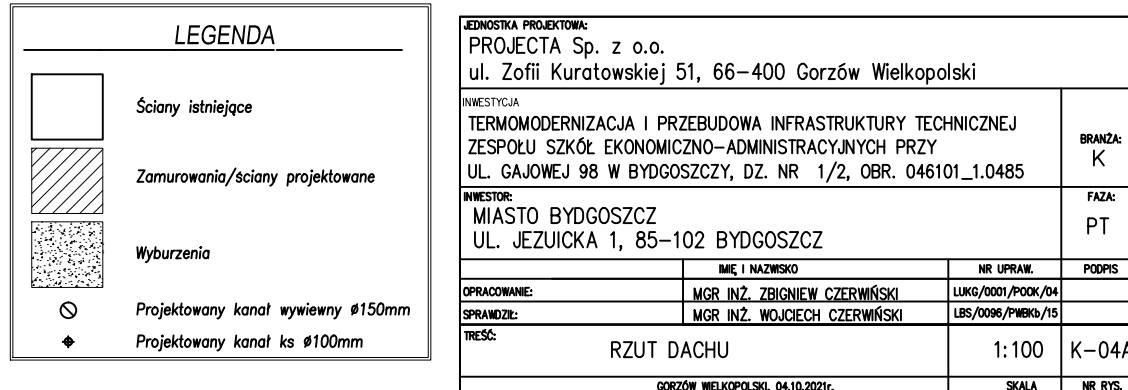 LEGENDA
Ściany istniejące
Zamurowania/ściany projektowane
Wyburzenia
Projektowany kanał wywiewny ø150mm
Projektowany kanał ks ø100mm
JEDNOSTKA PROJEKTOWA:
PROJECTA Sp. z o.o.
ul. Zofii Kuratowskiej 51, 66-400 Gorzów Wielkopolski
INWESTYCJA
TERMOMODERNIZACJA I PRZEBUDOWA INFRASTRUKTURY TECHNICZNEJ
ZESPOŁU SZKÓŁ EKONOMICZNO-ADMINISTRACYJNYCH PRZY
UL. GAJOWEJ 98 W BYDGOSZCZY, DZ. NR 1/2, OBR. 046101_1.0485
BRANŻA:
K
INWESTOR:
MIASTO BYDGOSZCZ
UL. JEZUICKA 1, 85-102 BYDGOSZCZ
FAZA:
PT
IMIĘ I NAZWISKO NR UPRAW. PODPIS
OPRACOWANIE: MGR INŻ. ZBIGNIEW CZERWIŃSKI LUKG/0001/POOK/04
SPRAWDZIŁ: MGR INŻ. WOJCIECH CZERWIŃSKI LBS/0096/PWBKb/15
TREŚĆ:
RZUT DACHU 1:100 K-04A
GORZÓW WIELKOPOLSKI, 04.10.2021r. SKALA NR RYS.